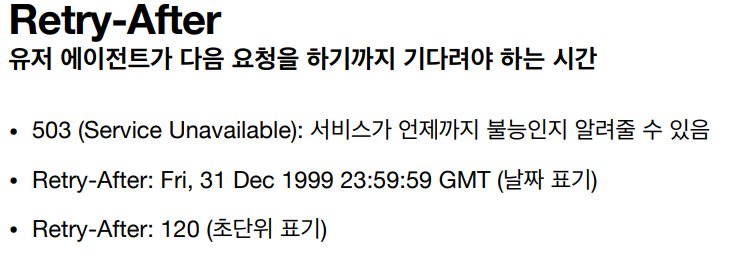 Retry-After
유저 에이전트가 다음 요청을 하기까지 기다려야 하는 시간
• 503 (Service Unavailable): 서비스가 언제까지 불능인지 알려줄 수 있음
• Retry-After: Fri, 31 Dec 1999 23:59:59 GMT (날짜 표기)
• Retry-After: 120 (초단위 표기)